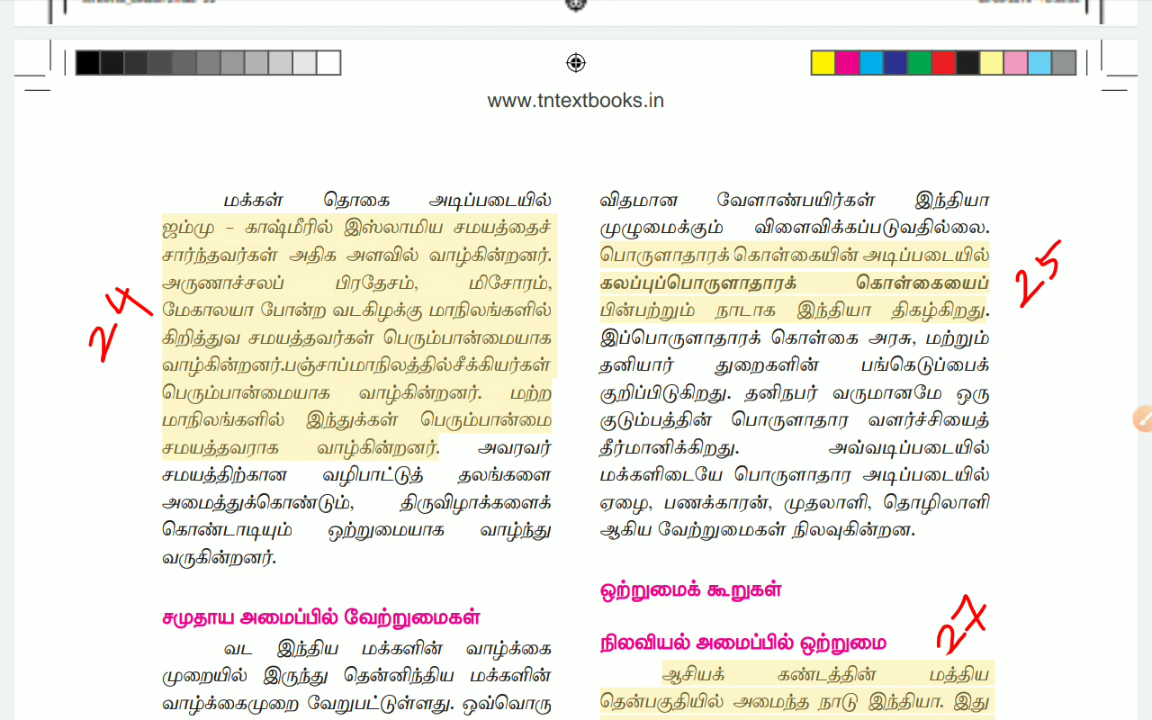 www.tntextbooks.in
மக்கள் தொகை அடிப்படையில்
ஜம்மு – காஷ்மீரில் இஸ்லாமிய சமயத்தைச்
சார்ந்தவர்கள் அதிக அளவில் வாழ்கின்றனர்.
அருணாச்சலப் பிரதேசம், மிசோரம்,
மேகாலயா போன்ற வடகிழக்கு மாநிலங்களில்
கிறித்துவ சமயத்தவர்கள் பெரும்பான்மையாக
வாழ்கின்றனர்.பஞ்சாப்மாநிலத்தில்சீக்கியர்கள்
பெரும்பான்மையாக வாழ்கின்றனர். மற்ற
மாநிலங்களில் இந்துக்கள் பெரும்பான்மை
சமயத்தவராக வாழ்கின்றனர். அவரவர்
சமயத்திற்கான வழிபாட்டுத் தலங்களை
அமைத்துக்கொண்டும், திருவிழாக்களைக்
கொண்டாடியும் ஒற்றுமையாக வாழ்ந்து
வருகின்றனர்.
24
சமுதாய அமைப்பில் வேற்றுமைகள்
வட இந்திய மக்களின் வாழ்க்கை
முறையில் இருந்து தென்னிந்திய மக்களின்
வாழ்க்கைமுறை வேறுபட்டுள்ளது. ஒவ்வொரு
விதமான வேளாண்பயிர்கள் இந்தியா
முழுமைக்கும் விளைவிக்கப்படுவதில்லை.
பொருளாதாரக் கொள்கையின் அடிப்படையில்
கலப்புப்பொருளாதாரக் கொள்கையைப்
பின்பற்றும் நாடாக இந்தியா திகழ்கிறது.
இப்பொருளாதாரக் கொள்கை அரசு, மற்றும்
தனியார் துறைகளின் பங்கெடுப்பைக்
குறிப்பிடுகிறது. தனிநபர் வருமானமே ஒரு
குடும்பத்தின் பொருளாதார வளர்ச்சியைத்
தீர்மானிக்கிறது. அவ்வடிப்படையில்
மக்களிடையே பொருளாதார அடிப்படையில்
ஏழை, பணக்காரன், முதலாளி, தொழிலாளி
ஆகிய வேற்றுமைகள் நிலவுகின்றன.
25
ஒற்றுமைக் கூறுகள்
நிலவியல் அமைப்பில் ஒற்றுமை
27
ஆசியக் கண்டத்தின் மத்திய
தென்பகுதியில் அமைந்த நாடு இந்தியா. இது